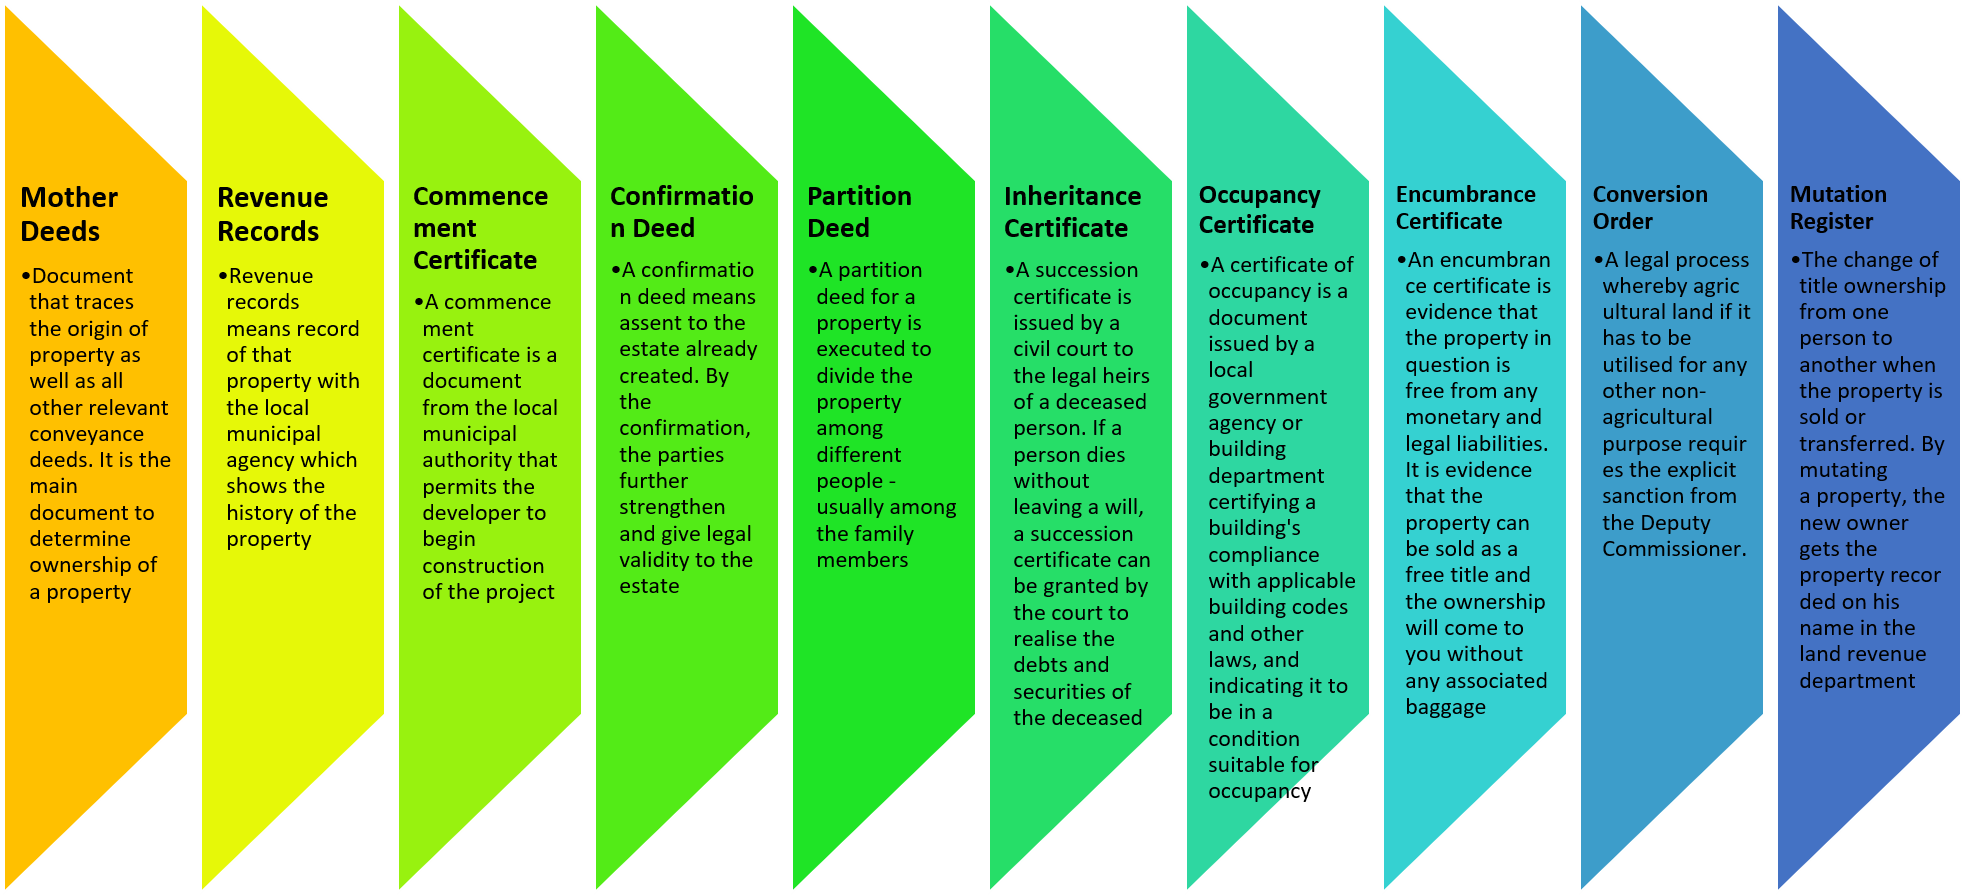 Mother
Deeds
•Document
that traces
the origin of
property as
well as all
other relevant
conveyance
deeds. It is the
main
document to
determine
ownership of
a property
Revenue
Records
•Revenue
records
means record
of that
property with
the local
municipal
agency which
shows the
history of the
property
Commence
ment
Certificate
•A commence
ment
certificate is a
document
from the local
municipal
authority that
permits the
developer to
begin
construction
of the project
Confirmatio
n Deed
•A confirmatio
n deed means
assent to the
estate already
created. By
the
confirmation,
the parties
further
strengthen
and give legal
validity to the
estate
Partition
Deed
•A partition
deed for a
property is
executed to
divide the
property
among
different
people -
usually among
the family
members
Inheritance
Certificate
•A succession
certificate is
issued by a
civil court to
the legal heirs
of a deceased
person. If a
person dies
without
leaving a will,
a succession
certificate can
be granted by
the court to
realise the
debts and
securities of
the deceased
Occupancy
Certificate
•A certificate of
occupancy is a
document
issued by a
local
government
agency or
building
department
certifying a
building's
compliance
with applicable
building codes
and other
laws, and
indicating it to
be in a
condition
suitable for
occupancy
Encumbrance
Certificate
•An encumbran
ce certificate is
evidence that
the property in
question is
free from any
monetary and
legal liabilities.
It is evidence
that the
property can
be sold as a
free title and
the ownership
will come to
you without
any associated
baggage
Conversion
Order
•A legal process
whereby agric
ultural land if it
has to be
utilised for any
other non-
agricultural
purpose requir
es the explicit
sanction from
the Deputy
Commissioner.
Mutation
Register
•The change of
title ownership
from one
person to
another when
the property is
sold or
transferred. By
mutating
a property, the
new owner
gets the
property recor
ded on his
name in the
land revenue
department